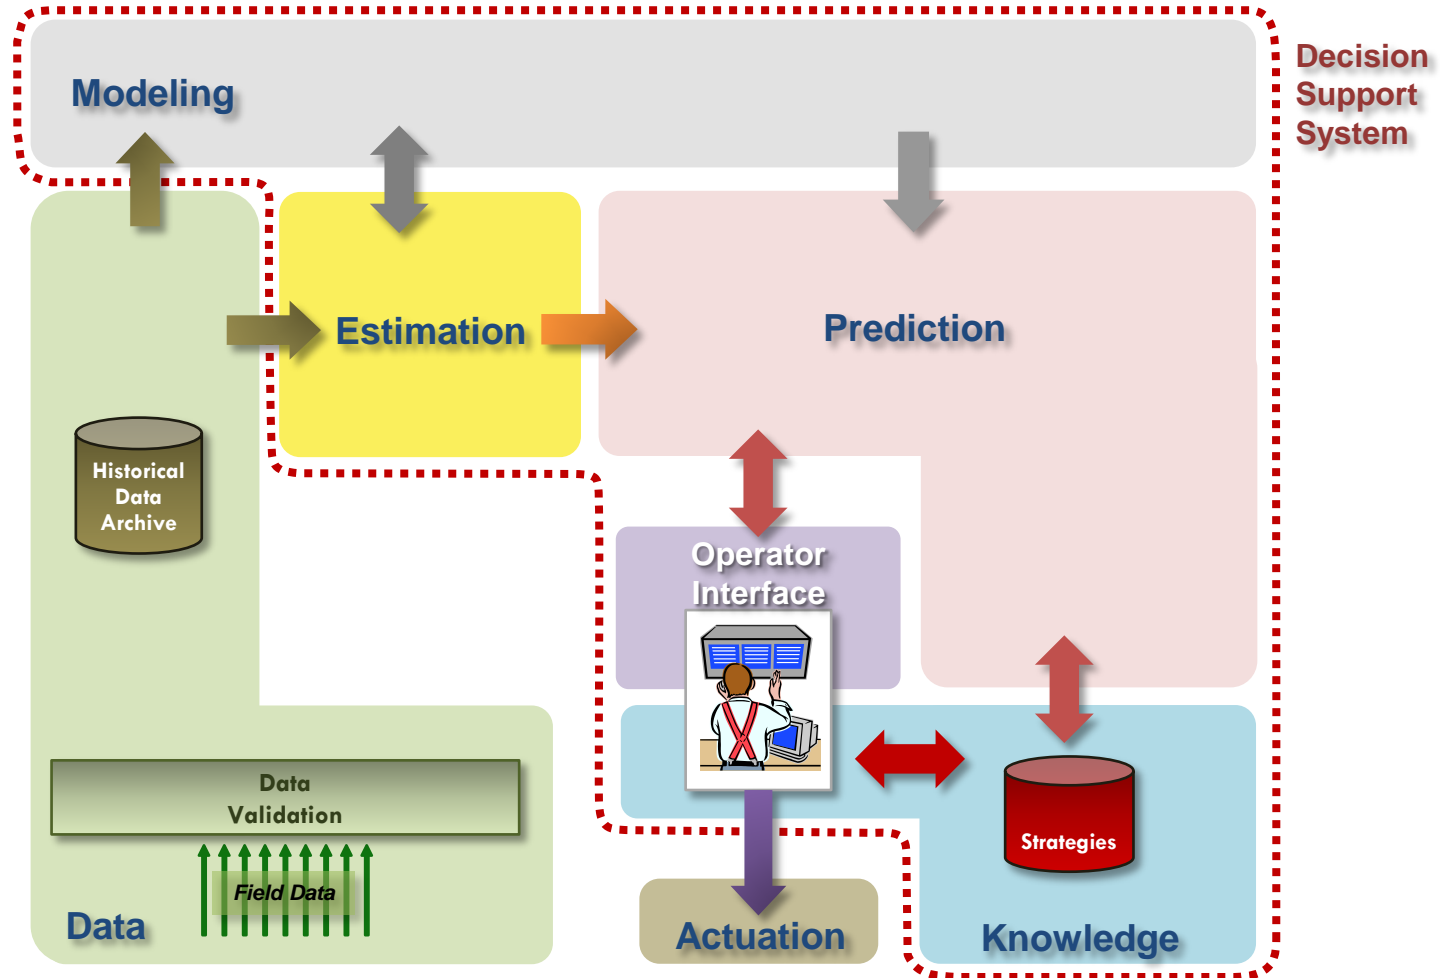 Modeling
Decision
Support
System
Estimation
Prediction
Historical
Data
Archive
Operator
Interface
Data
Validation
Field Data
Data
Strategies
Actuation
Knowledge